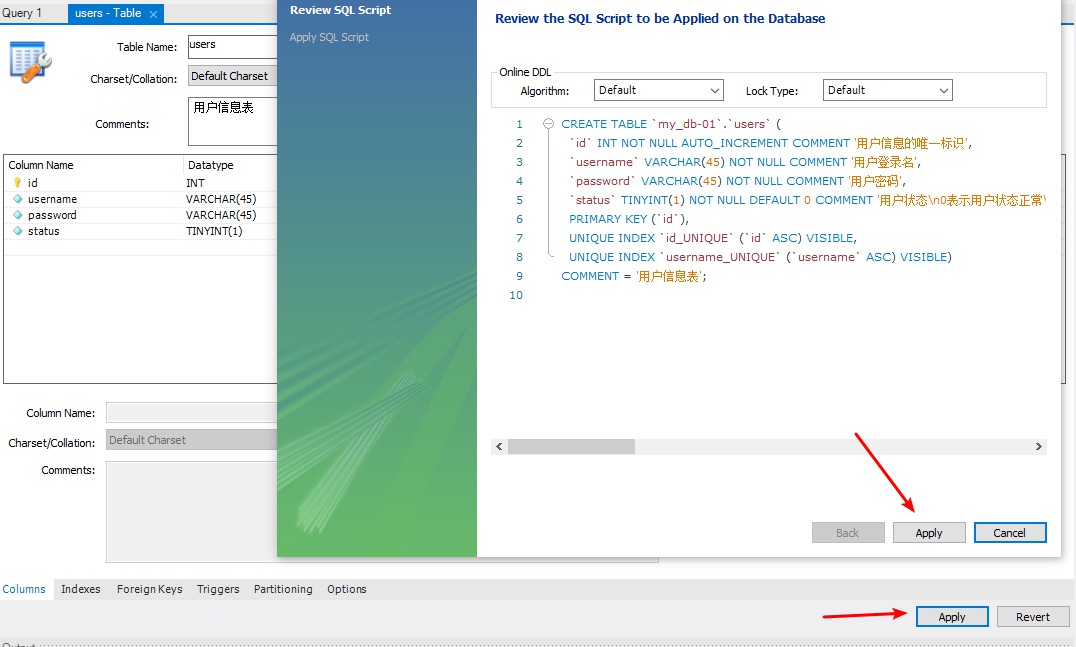 Query 1
users - Table
Table Name: users
Charset/Collation: Default Charset
Comments: 用户信息表
Column Name Datatype
id INT
username VARCHAR(45)
password VARCHAR(45)
status TINYINT(1)
Column Name:
Charset/Collation: Default Charset
Comments:
Columns Indexes Foreign Keys Triggers Partitioning Options
Apply Revert
Review SQL Script
Apply SQL Script
Review the SQL Script to be Applied on the Database
Online DDL
Algorithm: Default Lock Type: Default
1 CREATE TABLE `my_db-01`.`users` (
2 `id` INT NOT NULL AUTO_INCREMENT COMMENT '用户信息的唯一标识',
3 `username` VARCHAR(45) NOT NULL COMMENT '用户登录名',
4 `password` VARCHAR(45) NOT NULL COMMENT '用户密码',
5 `status` TINYINT(1) NOT NULL DEFAULT 0 COMMENT '用户状态\n0表示用户状态正常\
6 PRIMARY KEY (`id`),
7 UNIQUE INDEX `id_UNIQUE` (`id` ASC) VISIBLE,
8 UNIQUE INDEX `username_UNIQUE` (`username` ASC) VISIBLE)
9 COMMENT = '用户信息表';
10
Back Apply Cancel